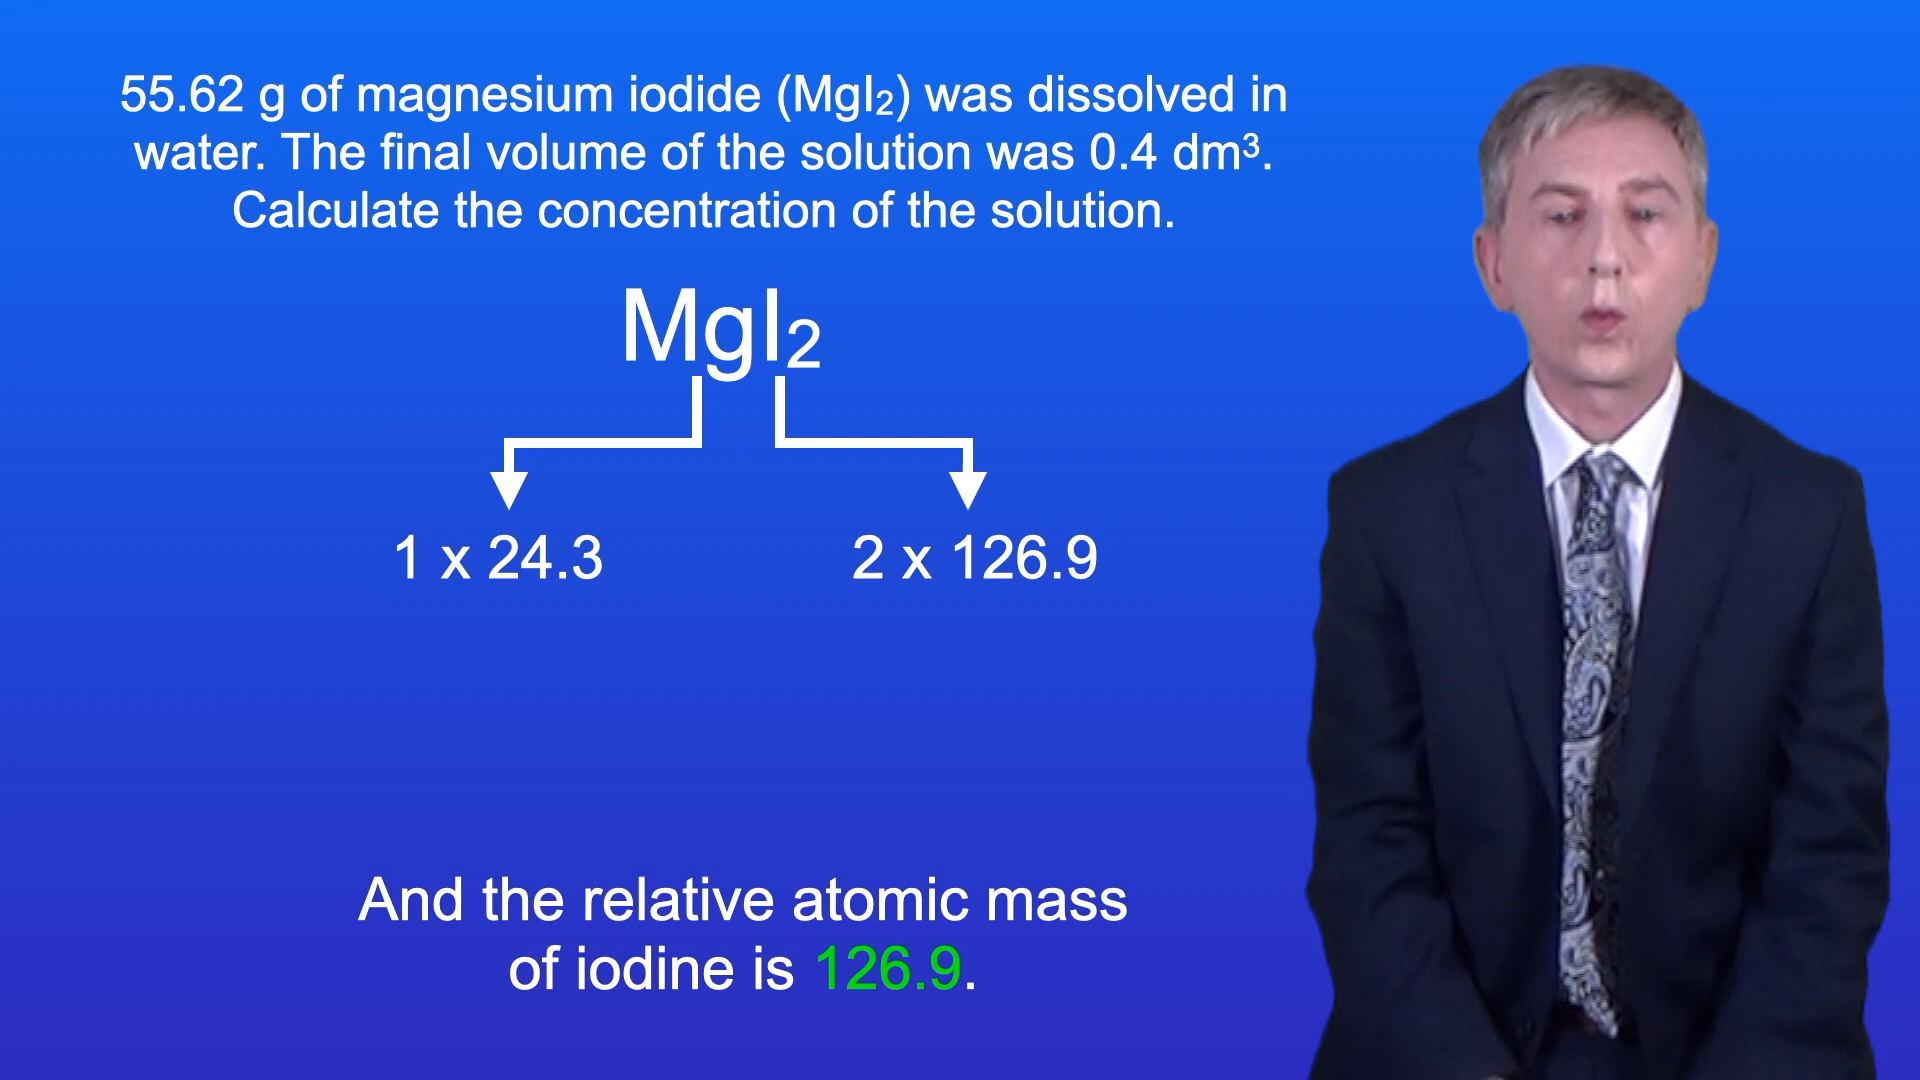 55.62 g of magnesium iodide (MgI₂) was dissolved in
water. The final volume of the solution was 0.4 dm³.
Calculate the concentration of the solution.
MgI₂
1 x 24.3 2 x 126.9
And the relative atomic mass
of iodine is 126.9.